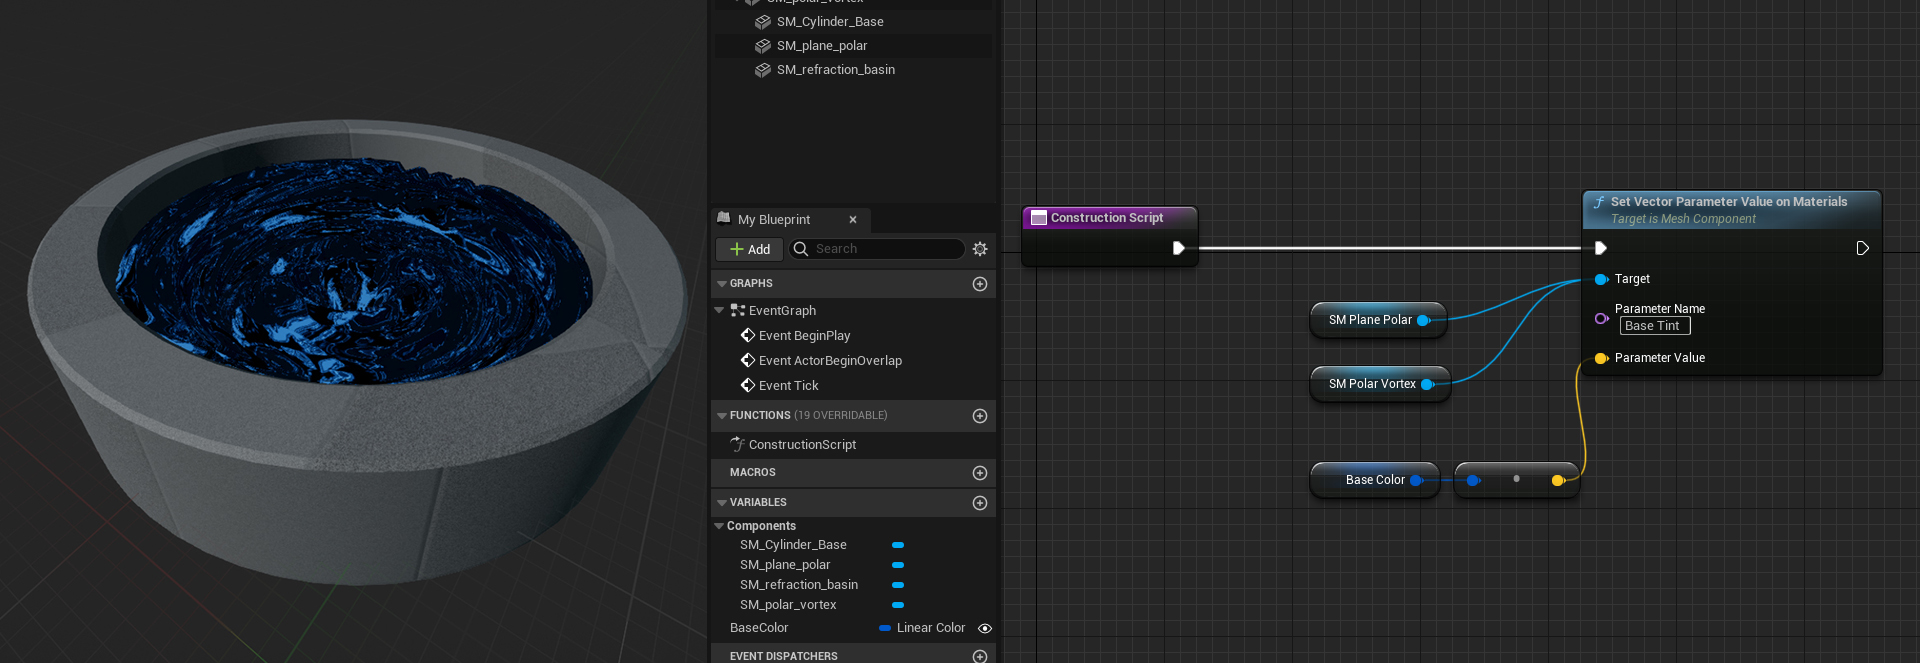 SM_polar_vortex
SM_Cylinder_Base
SM_plane_polar
SM_refraction_basin
My Blueprint
Add
Search
GRAPHS
EventGraph
Event BeginPlay
Event ActorBeginOverlap
Event Tick
FUNCTIONS (19 OVERRIDABLE)
ConstructionScript
MACROS
VARIABLES
Components
SM_Cylinder_Base
SM_plane_polar
SM_refraction_basin
SM_polar_vortex
BaseColor Linear Color
EVENT DISPATCHERS
Construction Script
SM Plane Polar
SM Polar Vortex
Base Color
Set Vector Parameter Value on Materials
Target is Mesh Component
Target
Parameter Name
Base Tint
Parameter Value